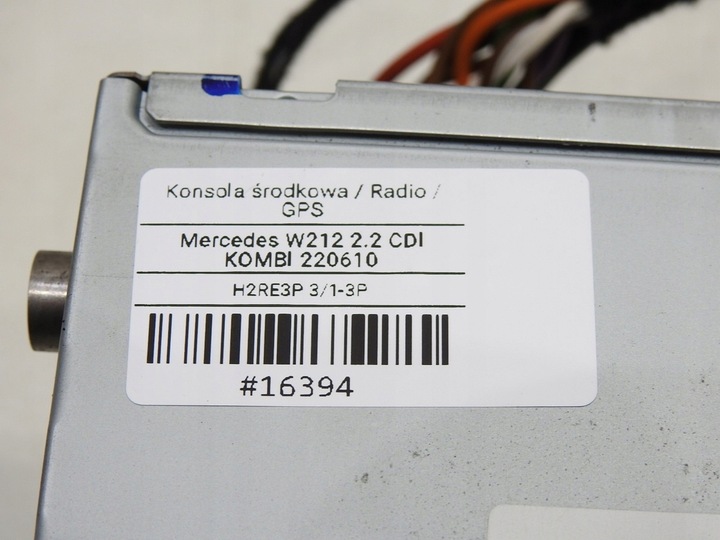 Konsola środkowa / Radio /
GPS
Mercedes W212 2.2 CDI
KOMBI 220610
H2RE3P 3/1-3P
#16394